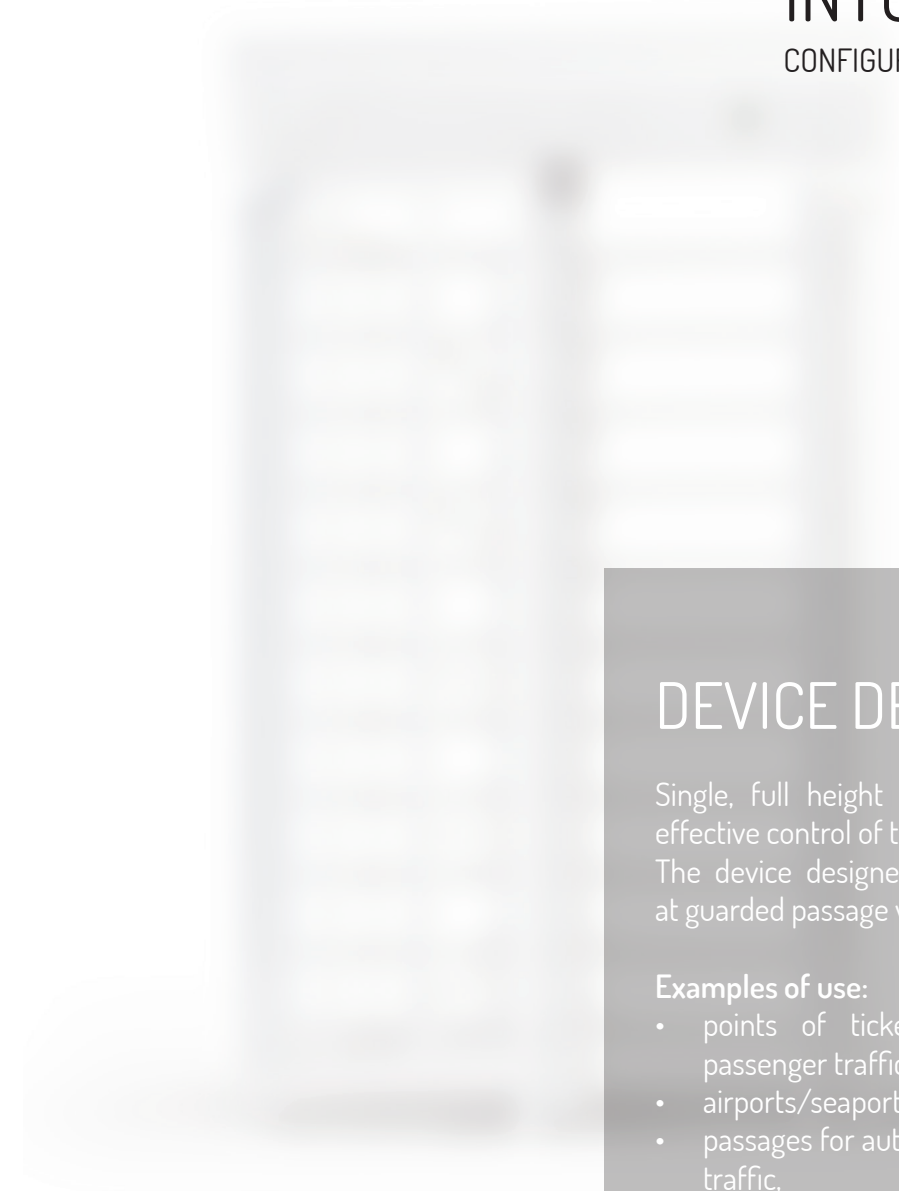 CONFIGU
DEVICE
Single, full height
effective control of
The device designe
at guarded passage
Examples of use:
• points of ticke
passenger traffic
• airports/seaport
• passages for aut
traffic,